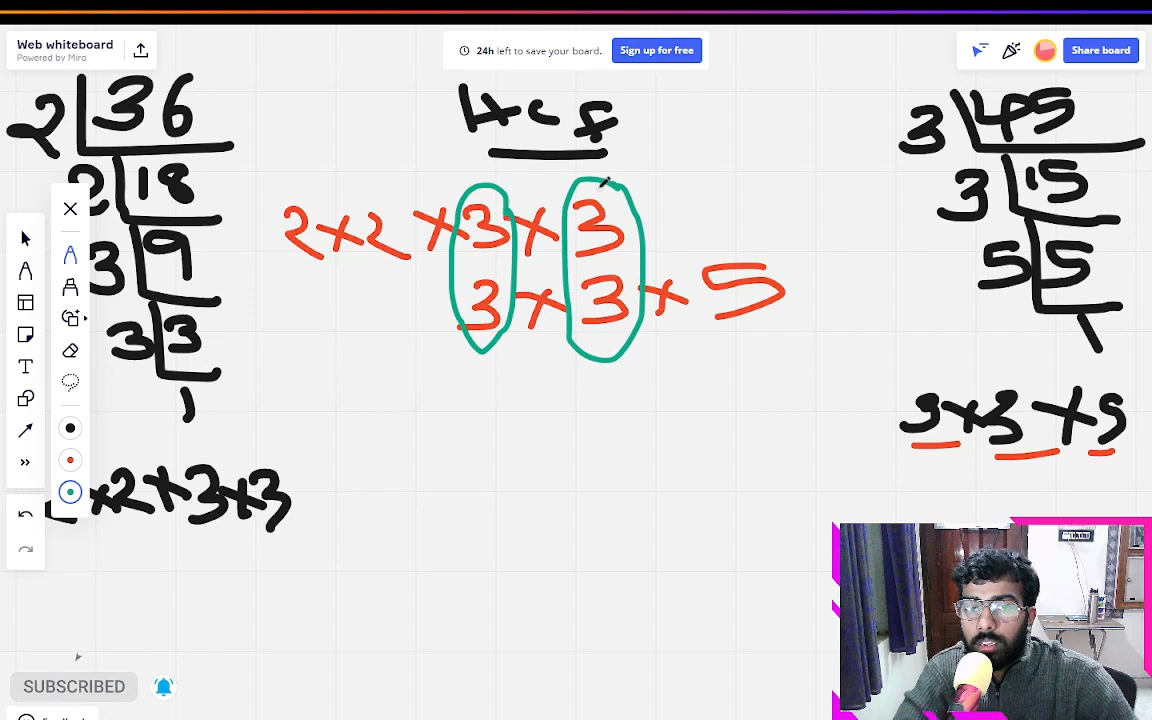 Web whiteboard
Powered by Miro
24h left to save your board.
Sign up for free
Share board
2 36
2 18
3 9
3 3
1
×2×3×3
HCF
2×2×3×3
3×3×5
3 45
3 15
5 5
1
3×3×5
SUBSCRIBED